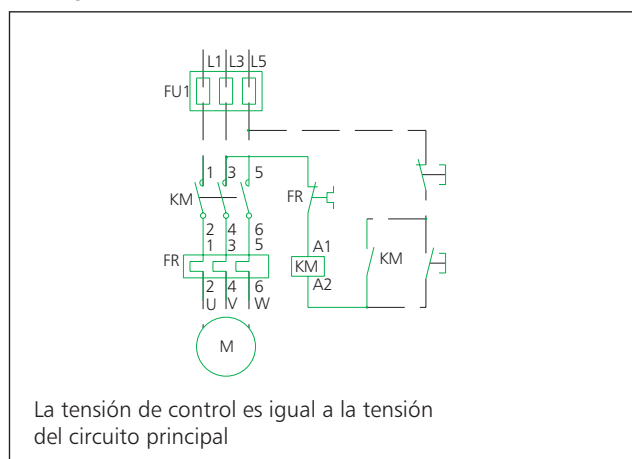 L1 L3 L5
FU1
1 3 5
KM
FR
2 4 6
A1
1 3 5
FR
KM
KM
A2
2 4 6
U V W
M
La tensión de control es igual a la tensión
del circuito principal